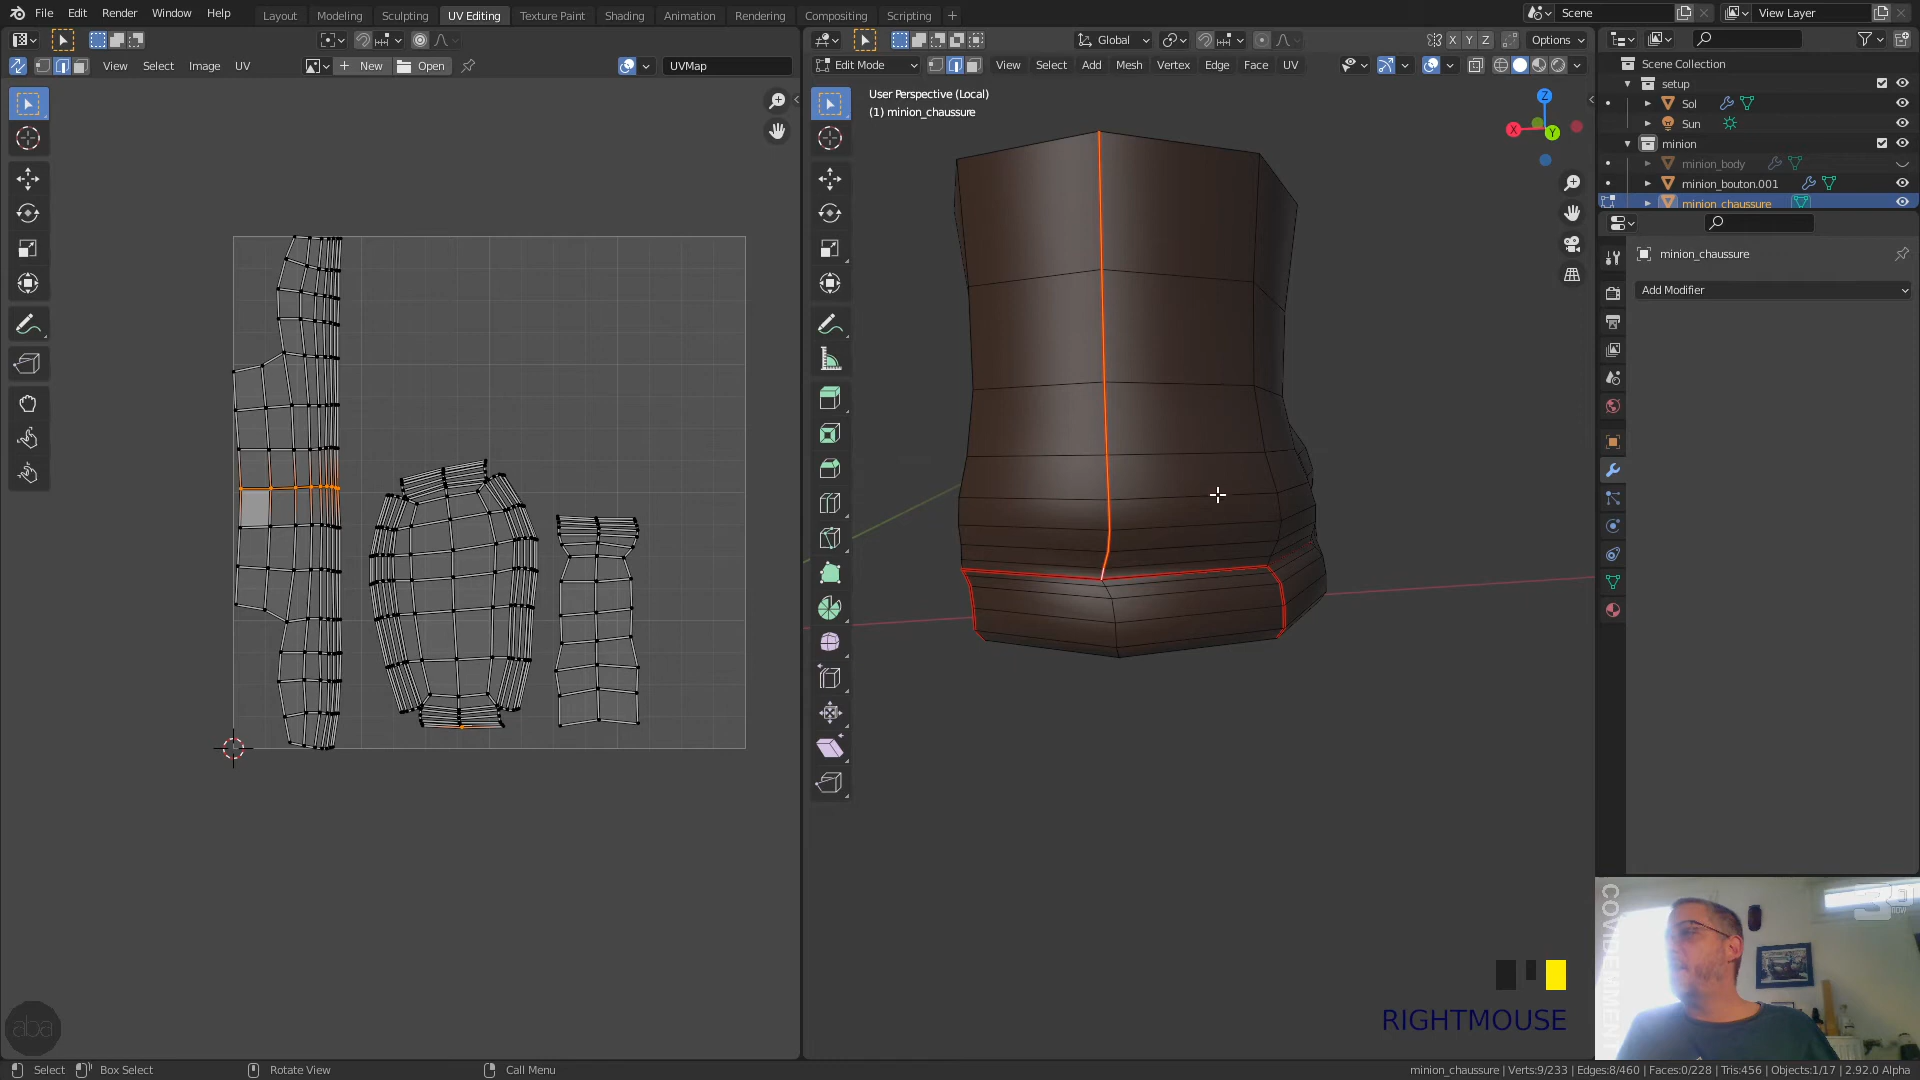 File Edit Render Window Help Layout Modeling Sculpting UV Editing Texture Paint Shading Animation Rendering Compositing Scripting + Scene View Layer
Global X Y Z Options
View Select Image UV New Open UVMap
Edit Mode View Select Add Mesh Vertex Edge Face UV
User Perspective (Local)
(1) minion_chaussure
Z
X
Y
Scene Collection
setup
Sol
Sun
minion
minion_body
minion_bouton.001
minion_chaussure
minion_chaussure
Add Modifier
COVIDEMMENT
3D
RIGHTMOUSE
aba
Select Box Select Rotate View Call Menu
minion_chaussure | Verts:9/233 | Edges:8/460 | Faces:0/228 | Tris:456 | Objects:1/17 | 2.92.0 Alpha